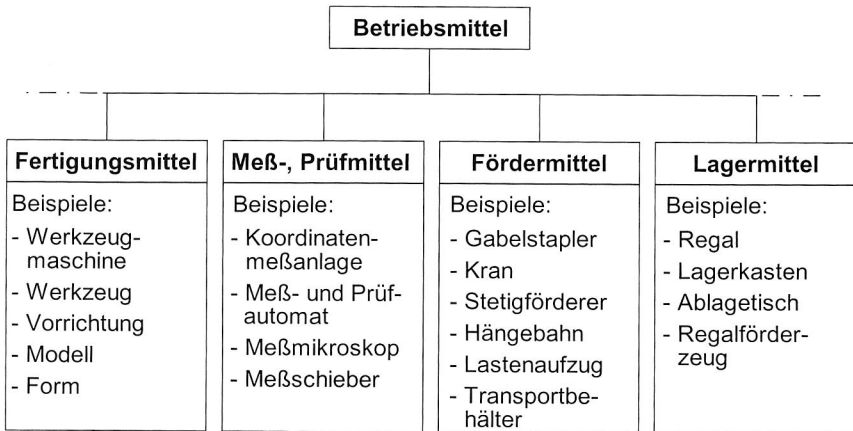 Betriebsmittel
Fertigungsmittel
Beispiele:
- Werkzeug-
maschine
- Werkzeug
- Vorrichtung
- Modell
- Form
Meß-, Prüfmittel
Beispiele:
- Koordinaten-
meßanlage
- Meß- und Prüf-
automat
- Meßmikroskop
- Meßschieber
Fördermittel
Beispiele:
- Gabelstapler
- Kran
- Stetigförderer
- Hängebahn
- Lastenaufzug
- Transportbe-
hälter
Lagermittel
Beispiele:
- Regal
- Lagerkasten
- Ablagetisch
- Regalförder-
zeug